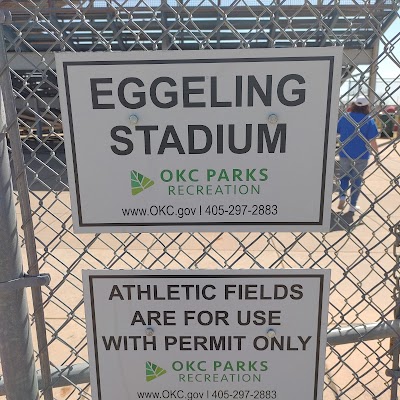 EGGELING
STADIUM
OKC PARKS
RECREATION
www.OKC.gov | 405-297-2883
ATHLETIC FIELDS
ARE FOR USE
WITH PERMIT ONLY
OKC PARKS
RECREATION
www.OKC.gov | 405-297-2883